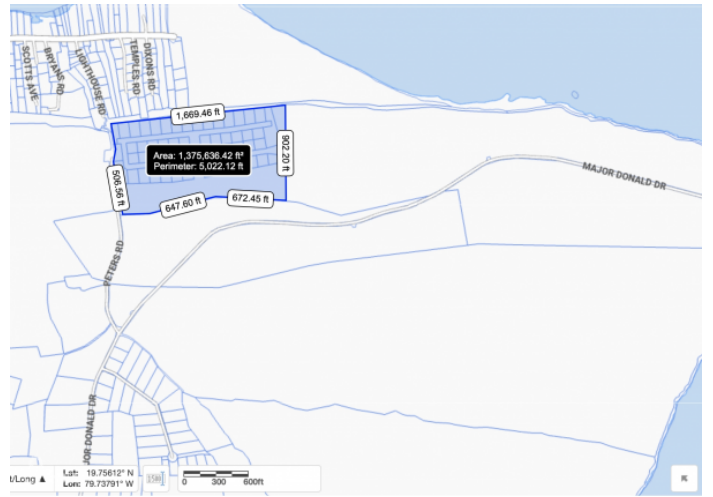 SCOTTS AVE
BRYANS RD
LIGHTHOUSE RD
TEMPLES RD
DIXONS RD
1,669.46 ft
902.20 ft
Area: 1,375,636.42 ft²
Perimeter: 5,022.12 ft
506.56 ft
647.60 ft
672.45 ft
MAJOR DONALD DR
PETERS RD
JOR DONALD DR
t/Long ▲
Lat: 19.75612° N
Lon: 79.73791° W
0 300 600ft